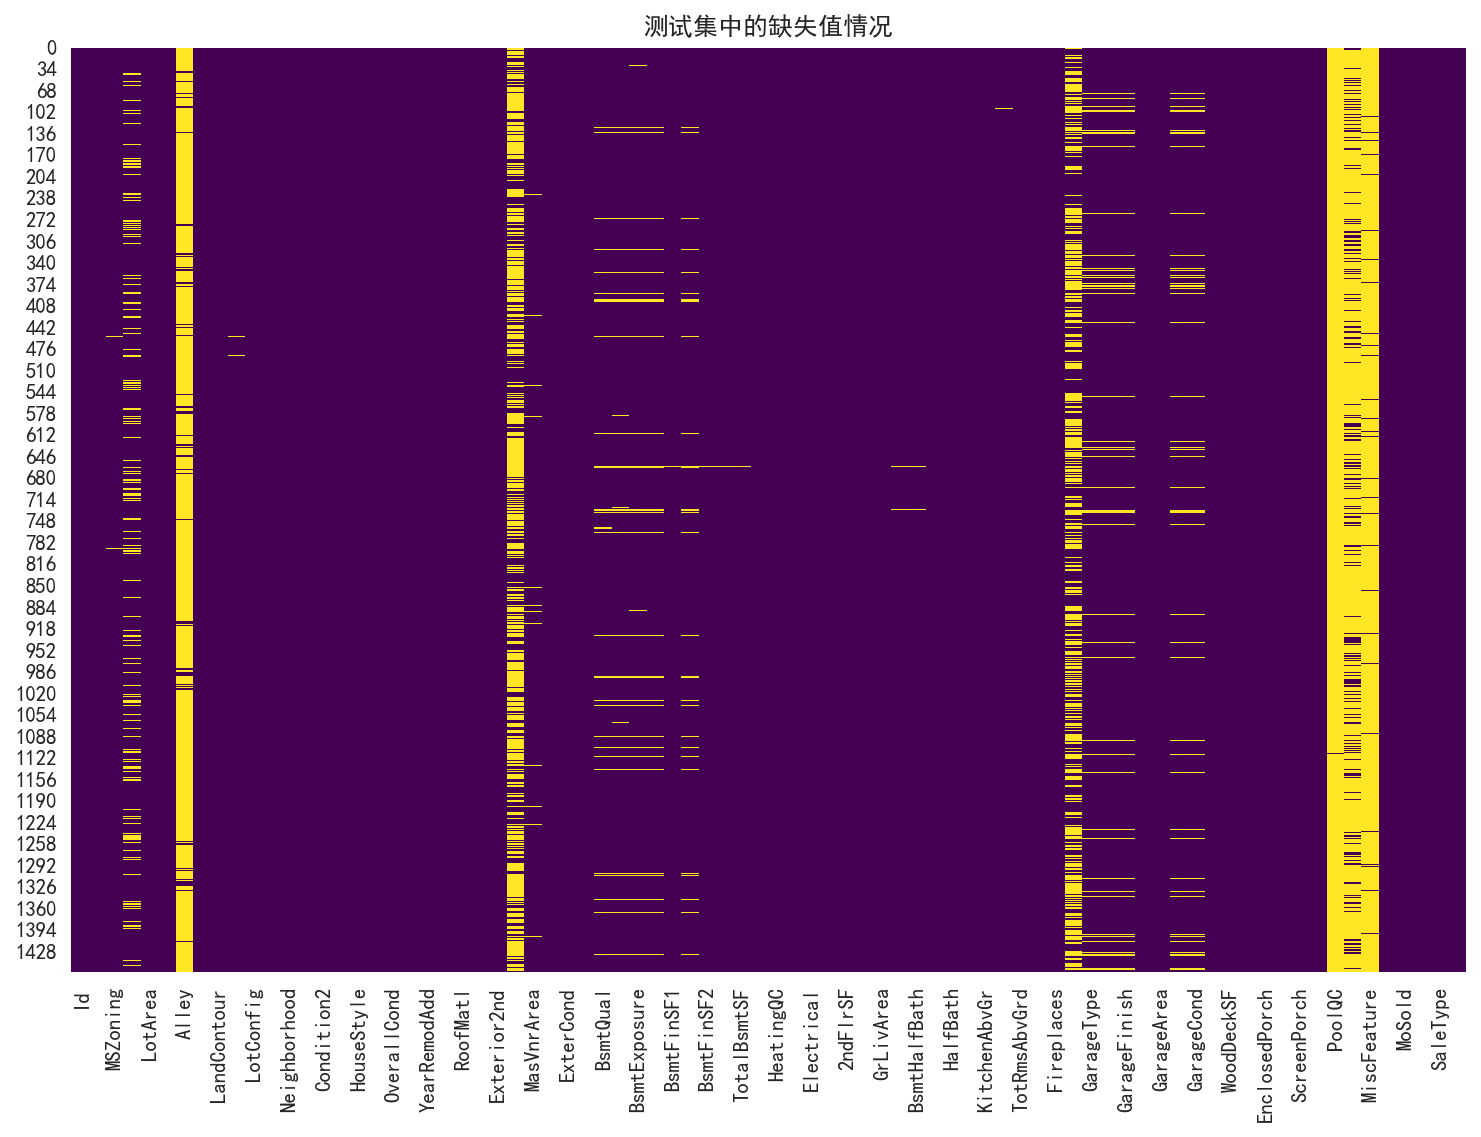 测试集中的缺失值情况
0
34
68
102
136
170
204
238
272
306
340
374
408
442
476
510
544
578
612
646
680
714
748
782
816
850
884
918
952
986
1020
1054
1088
1122
1156
1190
1224
1258
1292
1326
1360
1394
1428
Id
MSZoning
LotArea
Alley
LandContour
LotConfig
Neighborhood
Condition2
HouseStyle
OverallCond
YearRemodAdd
RoofMatl
Exterior2nd
MasVnrArea
ExterCond
BsmtQual
BsmtExposure
BsmtFinSF1
BsmtFinSF2
TotalBsmtSF
HeatingQC
Electrical
2ndFlrSF
GrLivArea
BsmtHalfBath
HalfBath
KitchenAbvGr
TotRmsAbvGrd
Fireplaces
GarageType
GarageFinish
GarageArea
GarageCond
WoodDeckSF
EnclosedPorch
ScreenPorch
PoolQC
MiscFeature
MoSold
SaleType